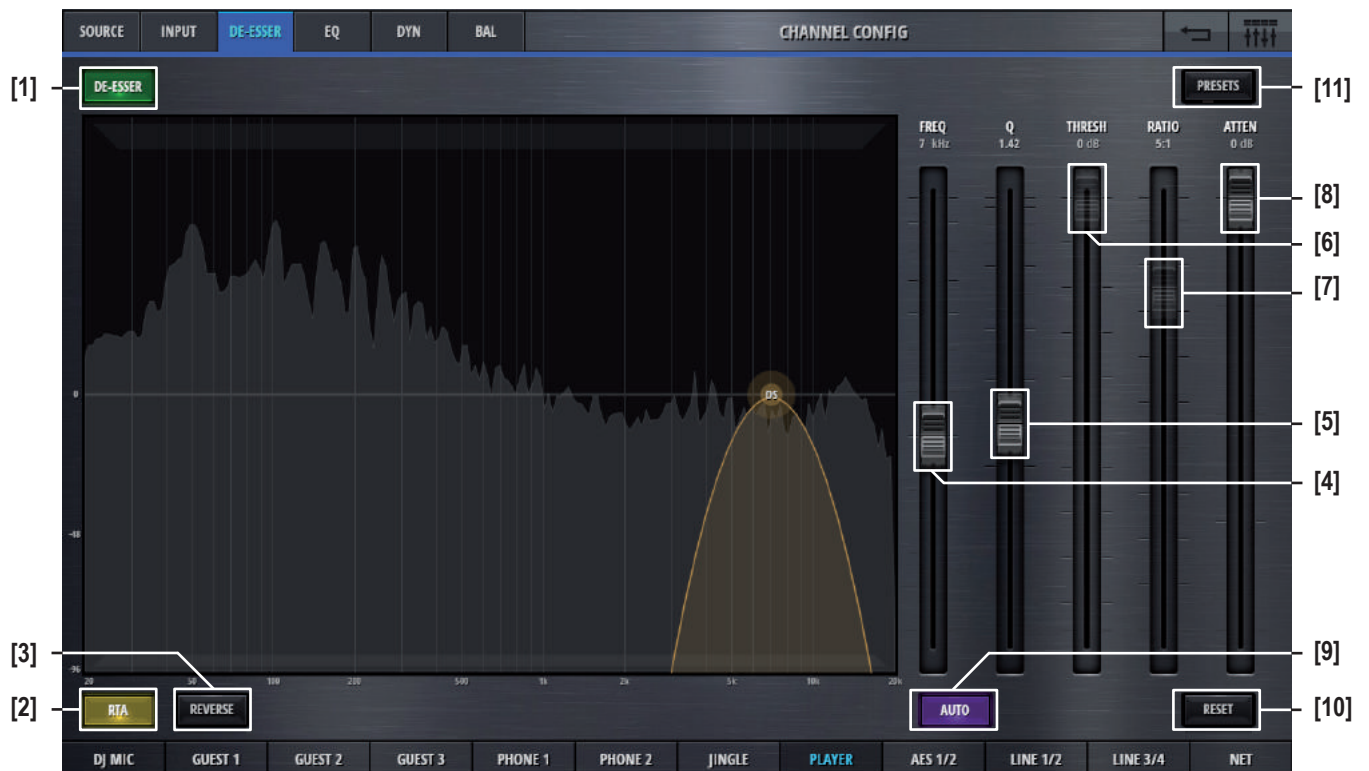 SOURCE INPUT DE-ESSER EQ DYN BAL CHANNEL CONFIG
[1] DE-ESSER PRESETS [11]
FREQ Q THRESH RATIO ATTEN
7 kHz 1.42 0 dB 5:1 0 dB
[8]
[6]
[7]
0 DS
[5]
[4]
-18
[3] [9]
-36
20 50 100 200 500 1k 2k 5k 10k 20k
[2] RTA REVERSE AUTO RESET [10]
DJ MIC GUEST 1 GUEST 2 GUEST 3 PHONE 1 PHONE 2 JINGLE PLAYER AES 1/2 LINE 1/2 LINE 3/4 NET